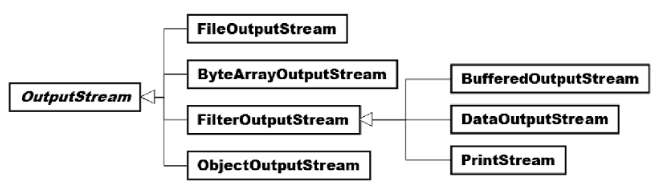 FileOutputStream
ByteArrayOutputStream
BufferedOutputStream
OutputStream
FilterOutputStream
DataOutputStream
PrintStream
ObjectOutputStream